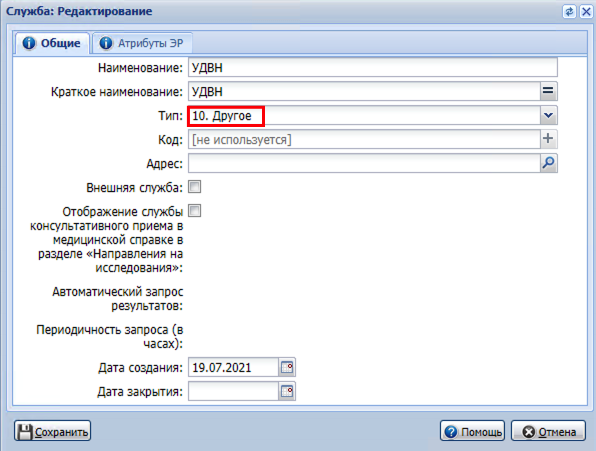 Служба: Редактирование
Общие
Атрибуты ЭР
Наименование: УДВН
Краткое наименование: УДВН
Тип: 10. Другое
Код: [не используется]
Адрес:
Внешняя служба:
Отображение службы
консультативного приема в
медицинской справке в
разделе «Направления на
исследования»:
Автоматический запрос
результатов:
Периодичность запроса (в
часах):
Дата создания: 19.07.2021
Дата закрытия:
Сохранить
Помощь
Отмена